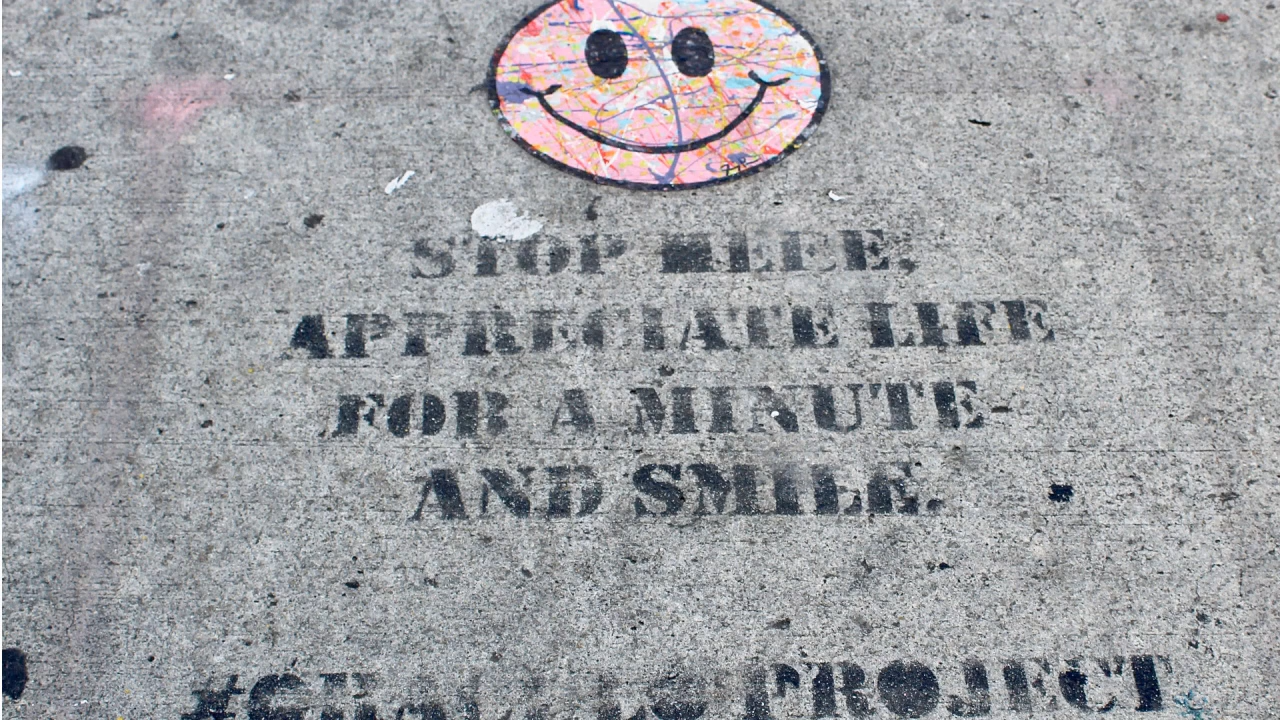 STOP HERE,
APPRECIATE LIFE
FOR A MINUTE-
AND SMILE.
PROJECT